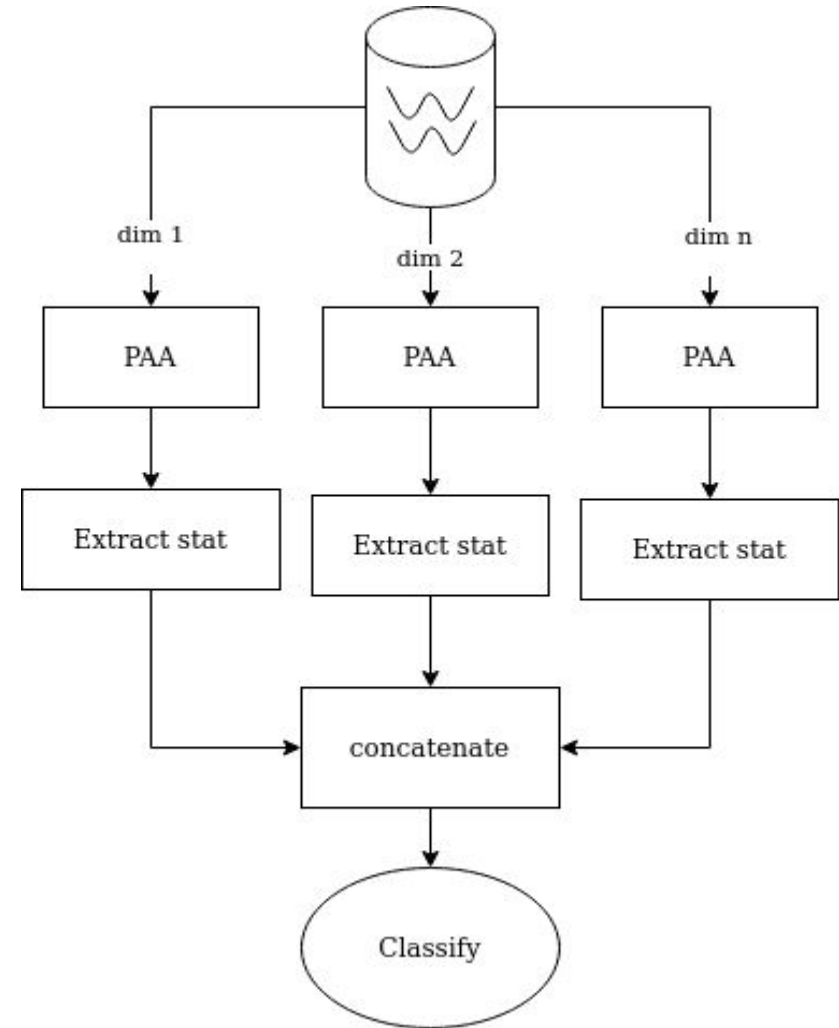 dim 1
dim 2
dim n
PAA
PAA
PAA
Extract stat
Extract stat
Extract stat
concatenate
Classify